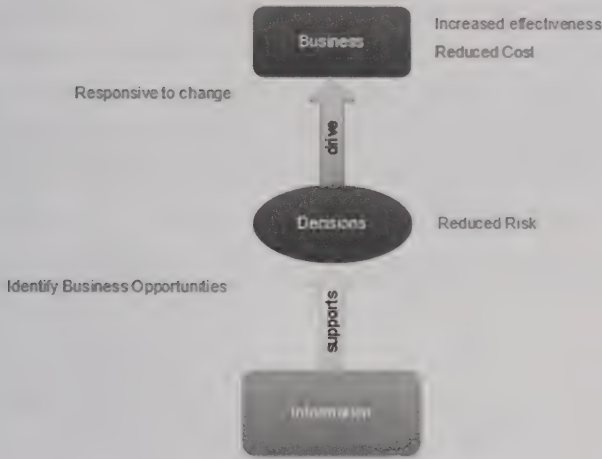 Increased effectiveness
Business
Reduced Cost
Responsive to change
drive
Decisions
Reduced Risk
Identify Business Opportunities
supports
Information